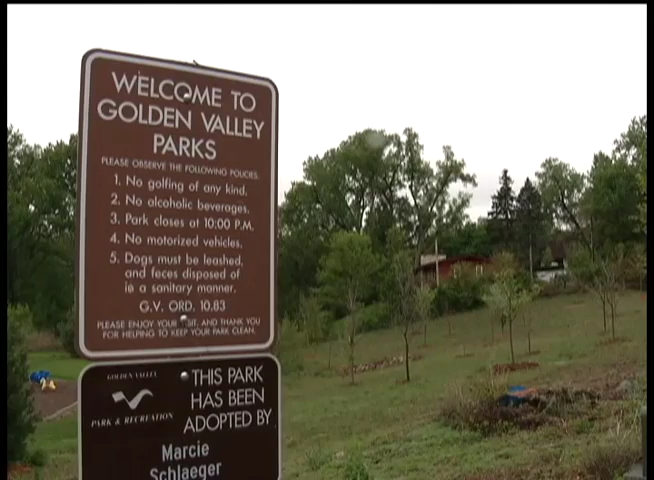 WELCOME TO
GOLDEN VALLEY
PARKS
PLEASE OBSERVE THE FOLLOWING POLICIES.
1. No golfing of any kind.
2. No alcoholic beverages.
3. Park closes at 10:00 P.M.
4. No motorized vehicles.
5. Dogs must be leashed,
and feces disposed of
in a sanitary manner.
G.V. ORD. 10.83
PLEASE ENJOY YOUR VISIT, AND THANK YOU
FOR HELPING TO KEEP YOUR PARK CLEAN.
GOLDEN VALLEY
PARK & RECREATION
THIS PARK
HAS BEEN
ADOPTED BY
Marcie
Schlaeger